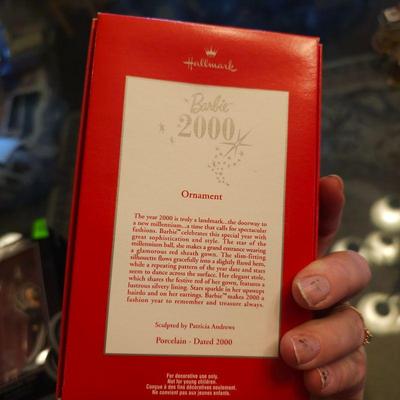 Hallmark
Barbie™
2000
Ornament
The year 2000 is truly a landmark...the doorway to
a new millennium...a time that calls for spectacular
fashions. Barbie™ celebrates this special year with
great sophistication and style. The star of the
millennium ball, she makes a grand entrance wearing
a glamorous red sheath gown. The slim-fitting
silhouette flows gracefully into a slightly flared hem,
while a repeating pattern of the year date and stars
seem to dance across the surface. Her elegant stole,
which shares the festive red of her gown, features a
lustrous silvery lining. Stars sparkle in her upswept
hairdo and on her earrings. Barbie™ makes 2000 a
fashion year to remember and treasure always.
Sculpted by Patricia Andrews
Porcelain - Dated 2000
For decorative use only.
Not for young children.
Conçue à des fins décoratives seulement.
Ne convient pas aux jeunes enfants.